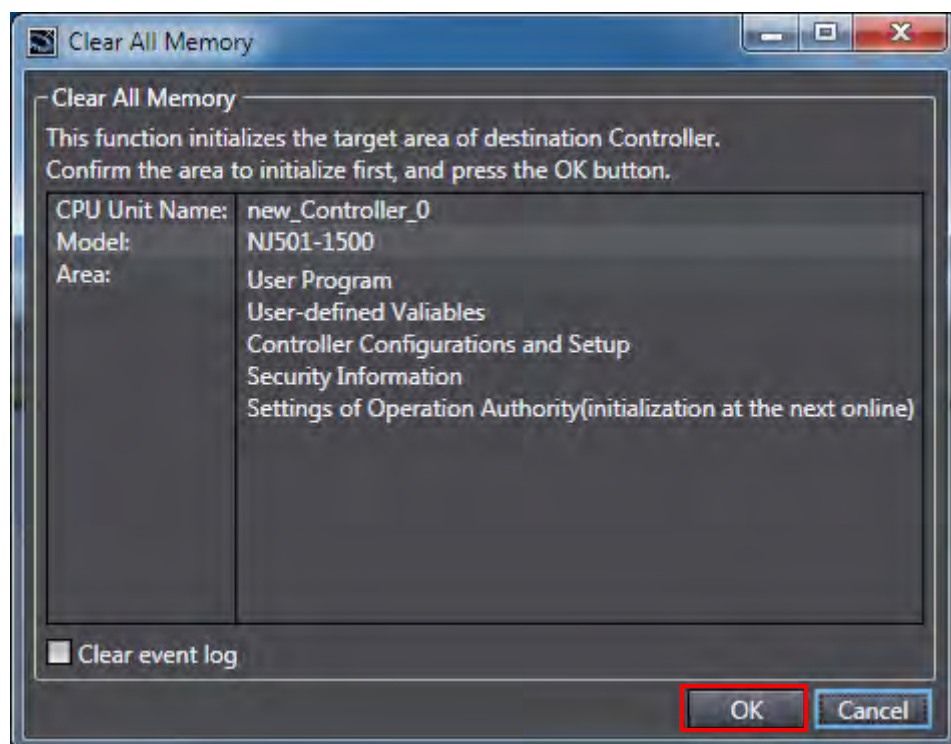 Clear All Memory
Clear All Memory
This function initializes the target area of destination Controller.
Confirm the area to initialize first, and press the OK button.
CPU Unit Name: new_Controller_0
Model: NJ501-1500
Area: User Program
User-defined Valiables
Controller Configurations and Setup
Security Information
Settings of Operation Authority(initialization at the next online)
Clear event log
OK Cancel